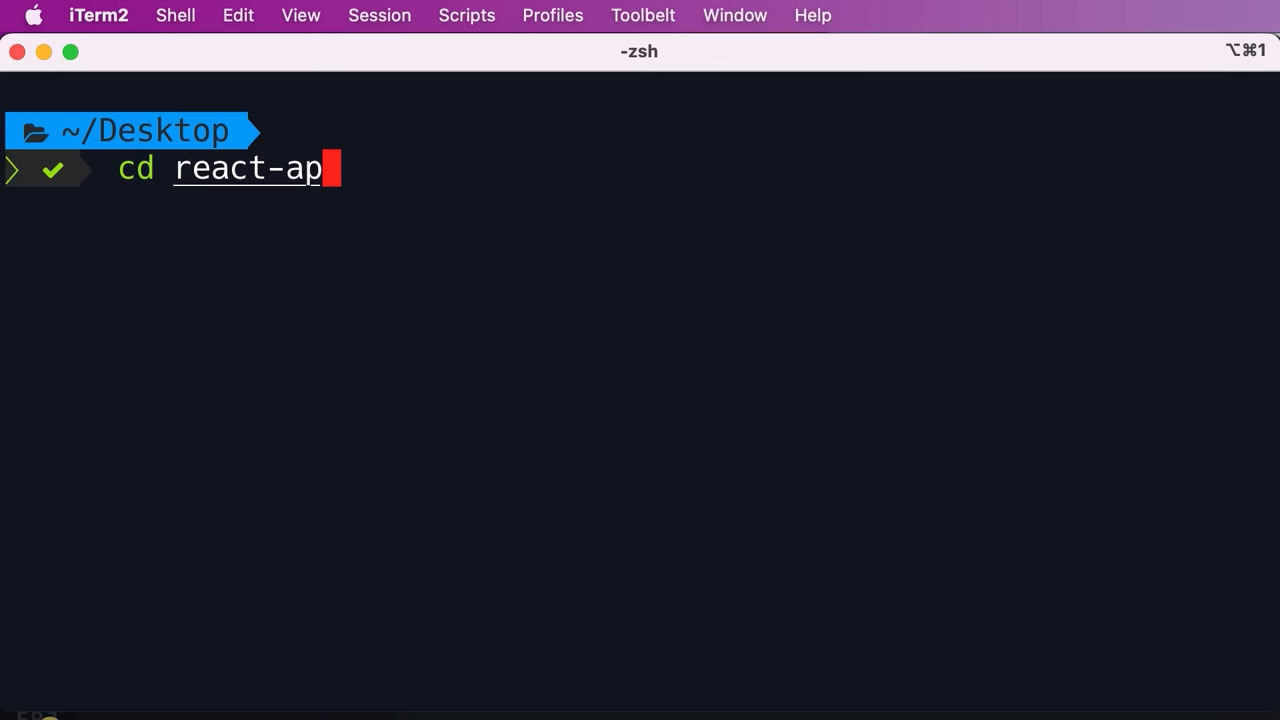 iTerm2 Shell Edit View Session Scripts Profiles Toolbelt Window Help
-zsh ⌥⌘1
~/Desktop
cd react-ap